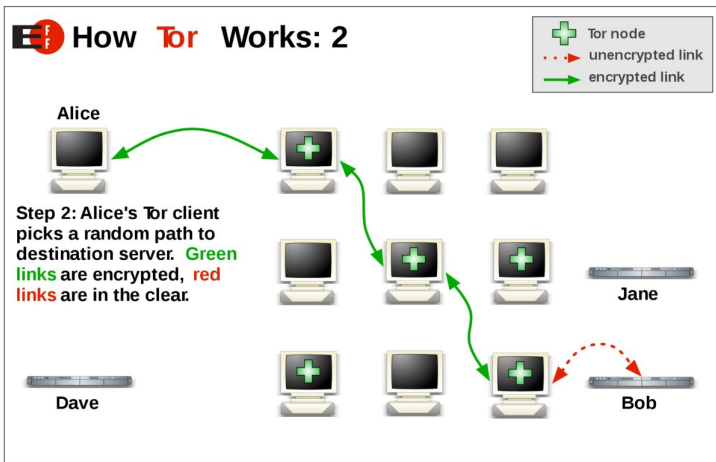 EFF How Tor Works: 2
Tor node
unencrypted link
encrypted link
Alice
Step 2: Alice's Tor client
picks a random path to
destination server. Green
links are encrypted, red
links are in the clear.
Jane
Dave
Bob